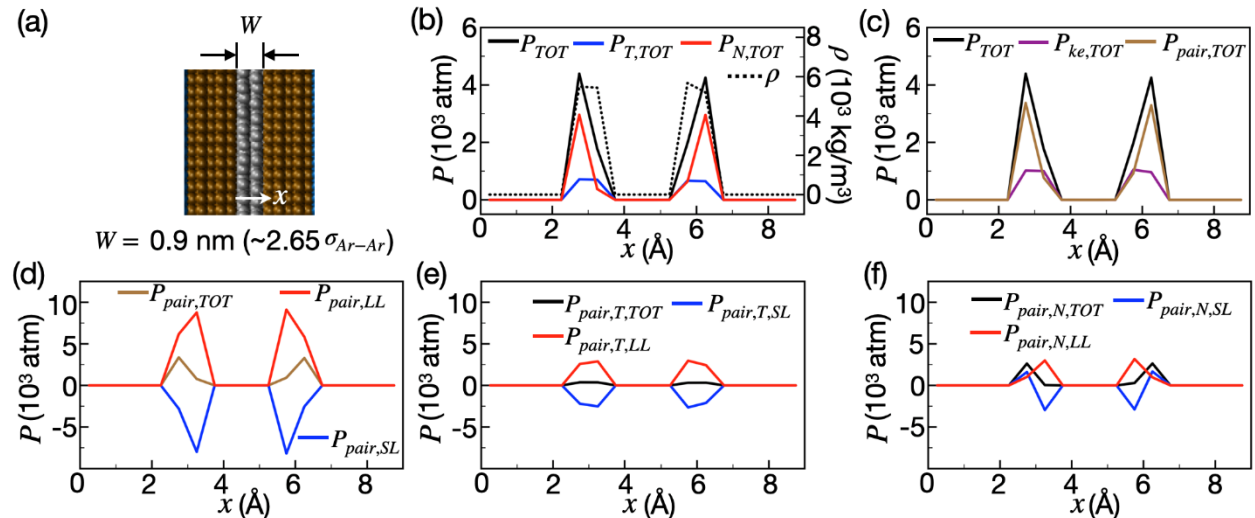 (a)
W
x
W = 0.9 nm (~2.65 σAr−Ar)
(b)
PTOT PT,TOT PN,TOT
ρ
P (10³ atm)
6
4
2
0
0 2 4 6 8
x (Å)
8
6
4
2
0
ρ (10³ kg/m³)
(c)
PTOT Pke,TOT Ppair,TOT
P (10³ atm)
6
4
2
0
0 2 4 6 8
x (Å)
(d)
Ppair,TOT Ppair,LL
Ppair,SL
P (10³ atm)
10
5
0
-5
0 2 4 6 8
x (Å)
(e)
Ppair,T,TOT Ppair,T,SL
Ppair,T,LL
P (10³ atm)
10
5
0
-5
0 2 4 6 8
x (Å)
(f)
Ppair,N,TOT Ppair,N,SL
Ppair,N,LL
P (10³ atm)
10
5
0
-5
0 2 4 6 8
x (Å)